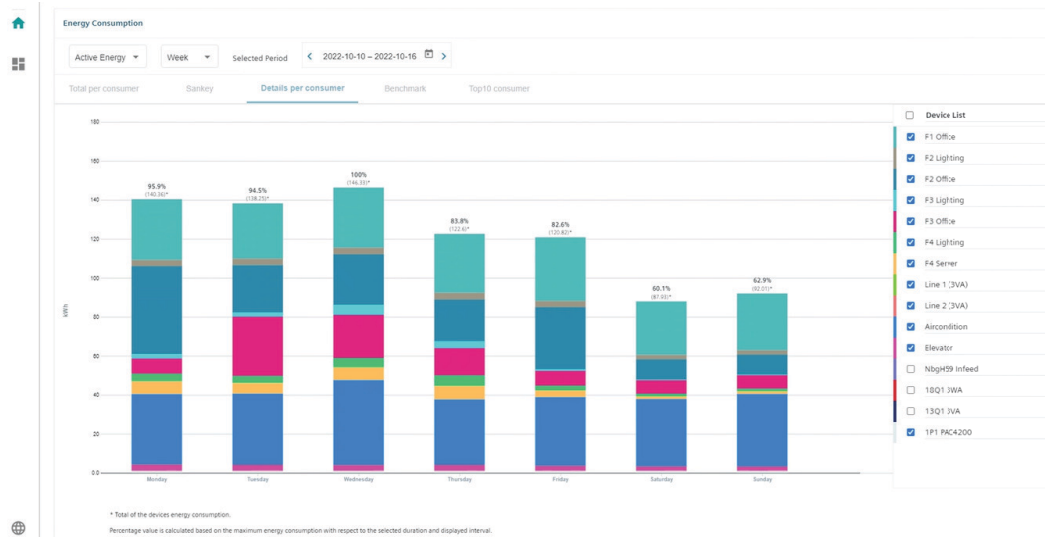 Energy Consumption
Active Energy Week Selected Period 2022-10-10 – 2022-10-16
Total per consumer Sankey Details per consumer Benchmark Top10 consumer
Device List
F1 Office
F2 Lighting
F2 Office
F3 Lighting
F3 Office
F4 Lighting
F4 Server
Line 1 (3VA)
Line 2 (3VA)
Aircondition
Elevator
NbgH59 Infeed
18Q1 3WA
13Q1 3VA
1P1 PAC4200
kWh
180
160
140
120
100
80
60
40
20
0.0
95.9%
(140.36)*
94.5%
(138.25)*
100%
(146.33)*
83.8%
(122.6)*
82.6%
(120.82)*
60.1%
(87.93)*
62.9%
(92.01)*
Monday Tuesday Wednesday Thursday Friday Saturday Sunday
* Total of the devices energy consumption.
Percentage value is calculated based on the maximum energy consumption with respect to the selected duration and displayed interval.